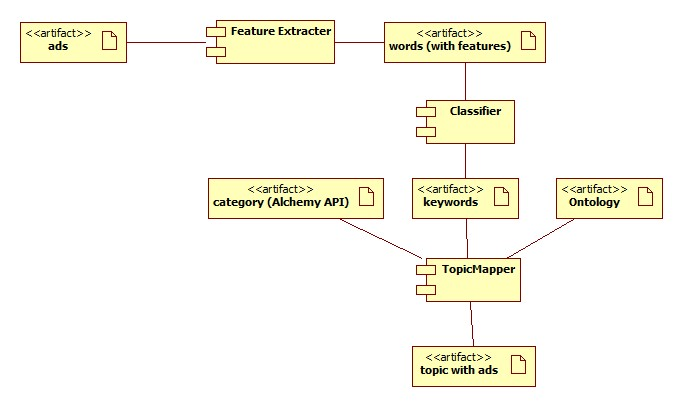 <<artifact>>
ads
Feature Extracter
<<artifact>>
words (with features)
Classifier
<<artifact>>
category (Alchemy API)
<<artifact>>
keywords
<<artifact>>
Ontology
TopicMapper
<<artifact>>
topic with ads